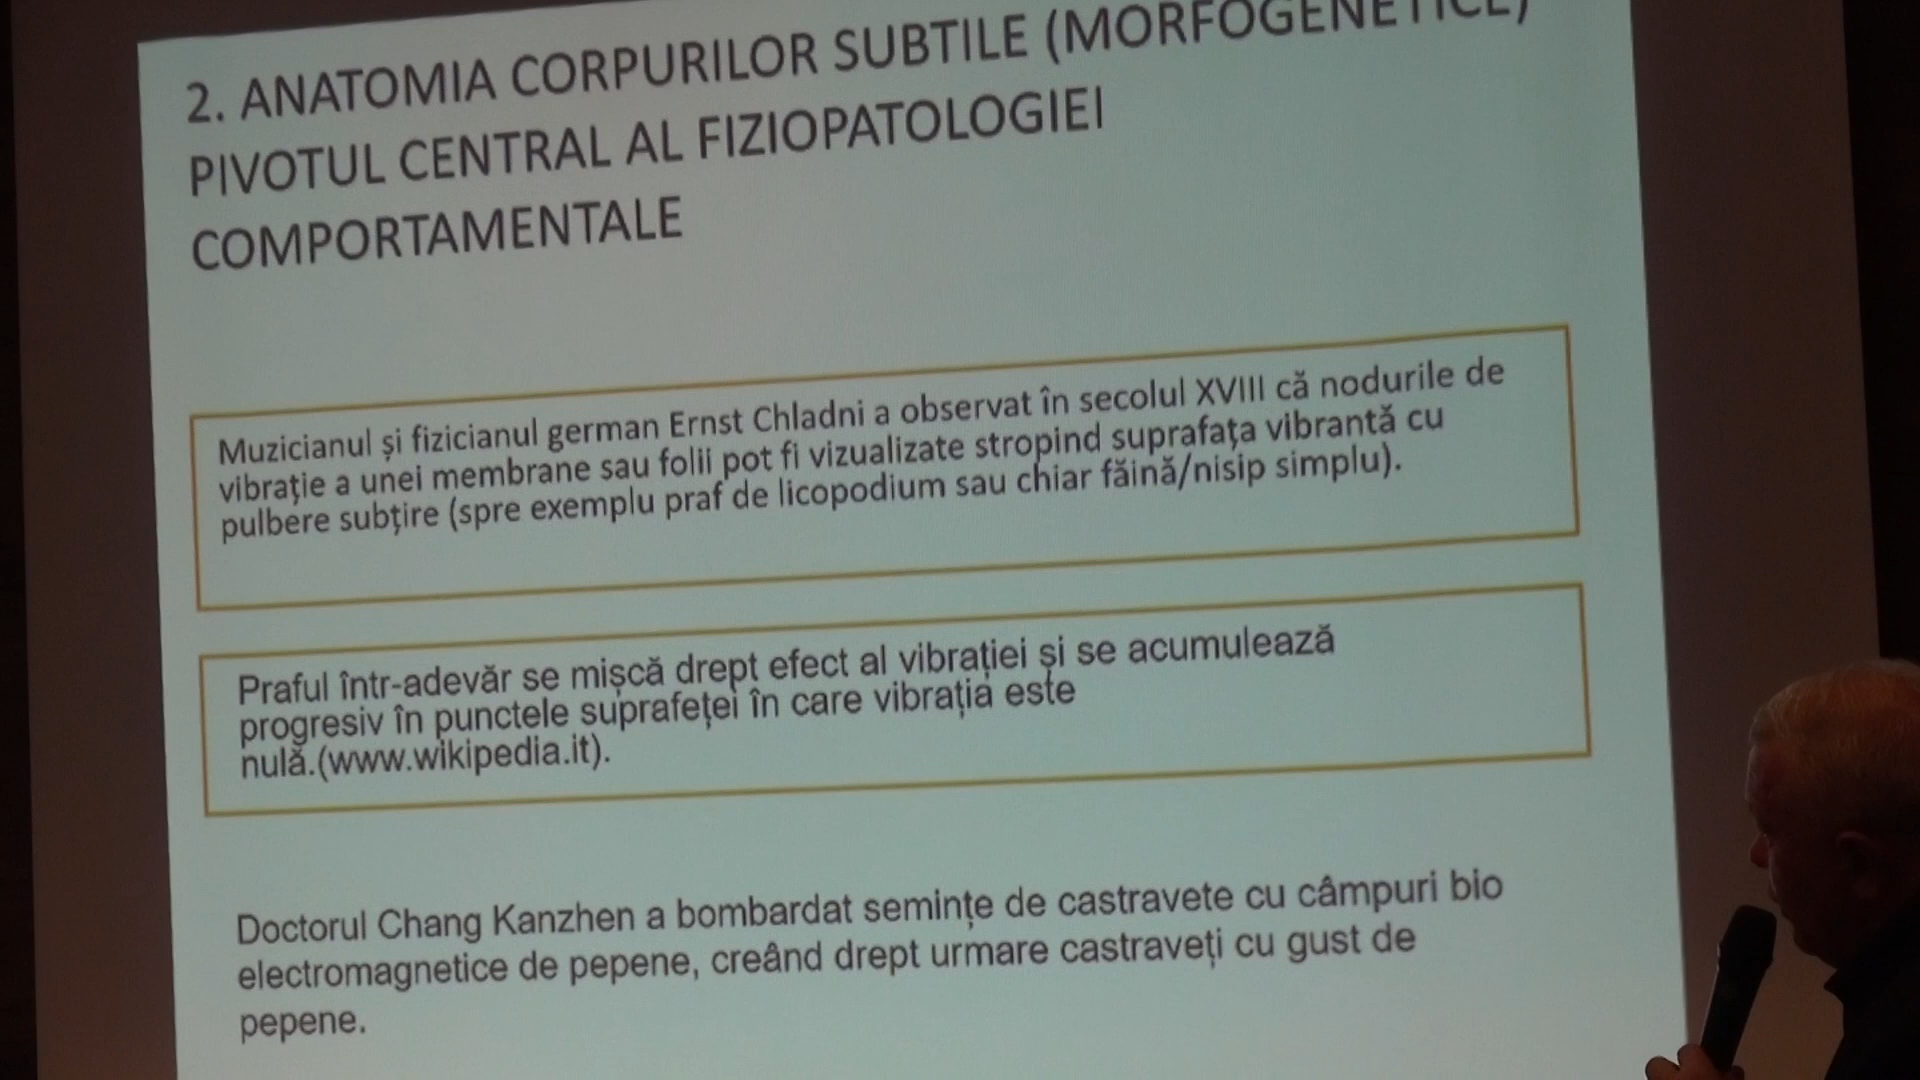 2. ANATOMIA CORPURILOR SUBTILE (MORFOGENETICE)
PIVOTUL CENTRAL AL FIZIOPATOLOGIEI
COMPORTAMENTALE
Muzicianul și fizicianul german Ernst Chladni a observat în secolul XVIII că nodurile de
vibrație a unei membrane sau folii pot fi vizualizate stropind suprafața vibrantă cu
pulbere subțire (spre exemplu praf de licopodium sau chiar făină/nisip simplu).
Praful într-adevăr se mișcă drept efect al vibrației și se acumulează
progresiv în punctele suprafeței în care vibrația este
nulă.(www.wikipedia.it).
Doctorul Chang Kanzhen a bombardat semințe de castravete cu câmpuri bio
electromagnetice de pepene, creând drept urmare castraveți cu gust de
pepene.